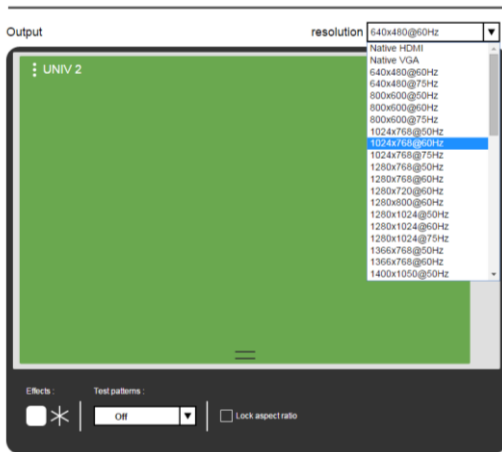 Output resolution 640x480@60Hz
UNIV 2
Native HDMI
Native VGA
640x480@60Hz
640x480@75Hz
800x600@50Hz
800x600@60Hz
800x600@75Hz
1024x768@50Hz
1024x768@60Hz
1024x768@75Hz
1280x768@50Hz
1280x768@60Hz
1280x720@60Hz
1280x800@60Hz
1280x1024@50Hz
1280x1024@60Hz
1280x1024@75Hz
1366x768@50Hz
1366x768@60Hz
1400x1050@50Hz
Effects : Test patterns :
Off Lock aspect ratio